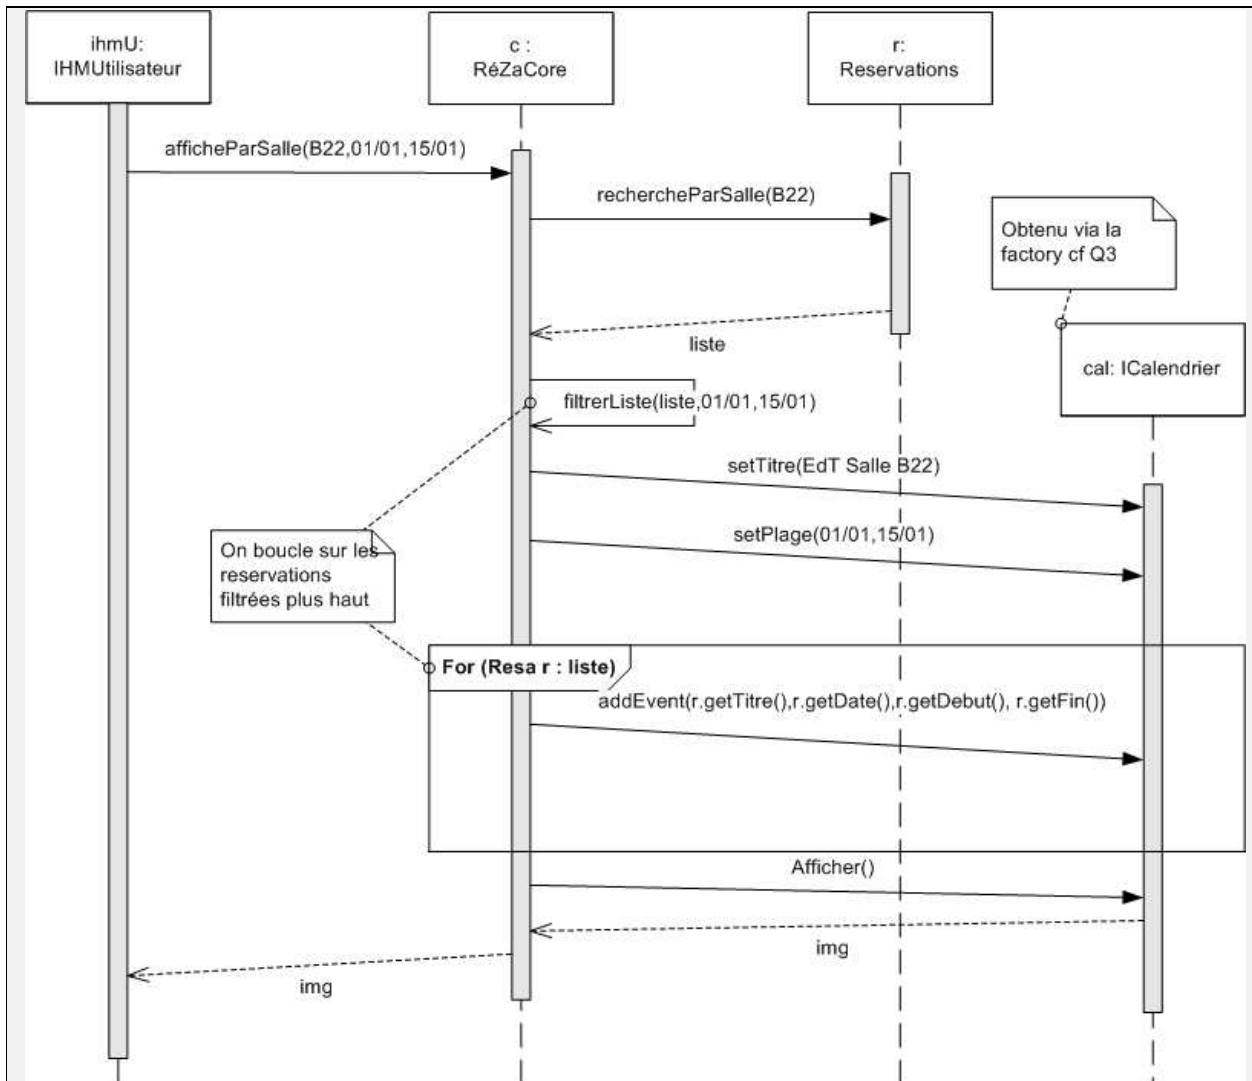 ihmU:
IHMUtilisateur
c :
RéZaCore
r:
Reservations
afficheParSalle(B22,01/01,15/01)
rechercheParSalle(B22)
Obtenu via la
factory cf Q3
liste
cal: ICalendrier
filtrerListe(liste,01/01,15/01)
setTitre(EdT Salle B22)
setPlage(01/01,15/01)
On boucle sur les
reservations
filtrées plus haut
For (Resa r : liste)
addEvent(r.getTitre(),r.getDate(),r.getDebut(), r.getFin())
Afficher()
img
img